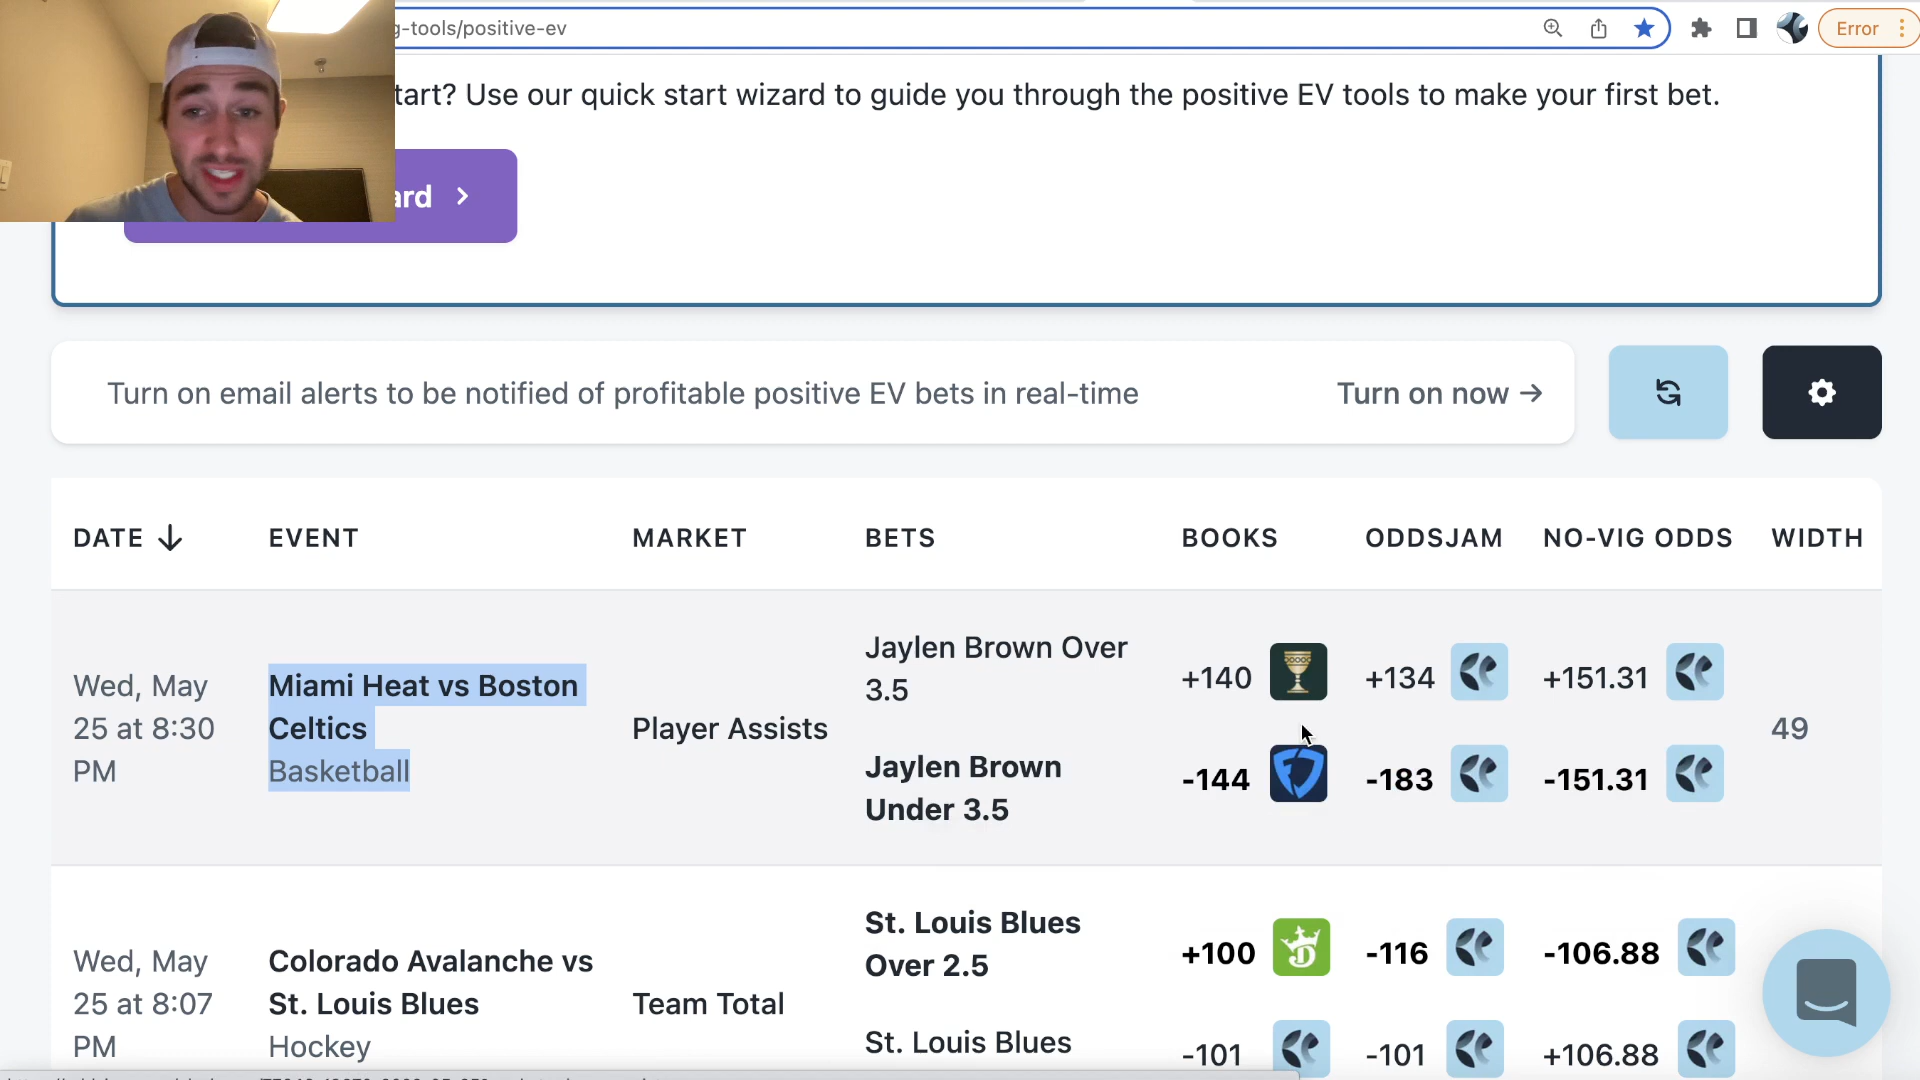 g-tools/positive-ev
Error
tart? Use our quick start wizard to guide you through the positive EV tools to make your first bet.
ard
Turn on email alerts to be notified of profitable positive EV bets in real-time
Turn on now →
DATE ↓ EVENT MARKET BETS BOOKS ODDSJAM NO-VIG ODDS WIDTH
Wed, May
25 at 8:30
PM
Miami Heat vs Boston
Celtics
Basketball
Player Assists
Jaylen Brown Over
3.5
+140 +134 +151.31
Jaylen Brown
Under 3.5
-144 -183 -151.31
49
Wed, May
25 at 8:07
PM
Colorado Avalanche vs
St. Louis Blues
Hockey
Team Total
St. Louis Blues
Over 2.5
+100 -116 -106.88
St. Louis Blues
-101 -101 +106.88